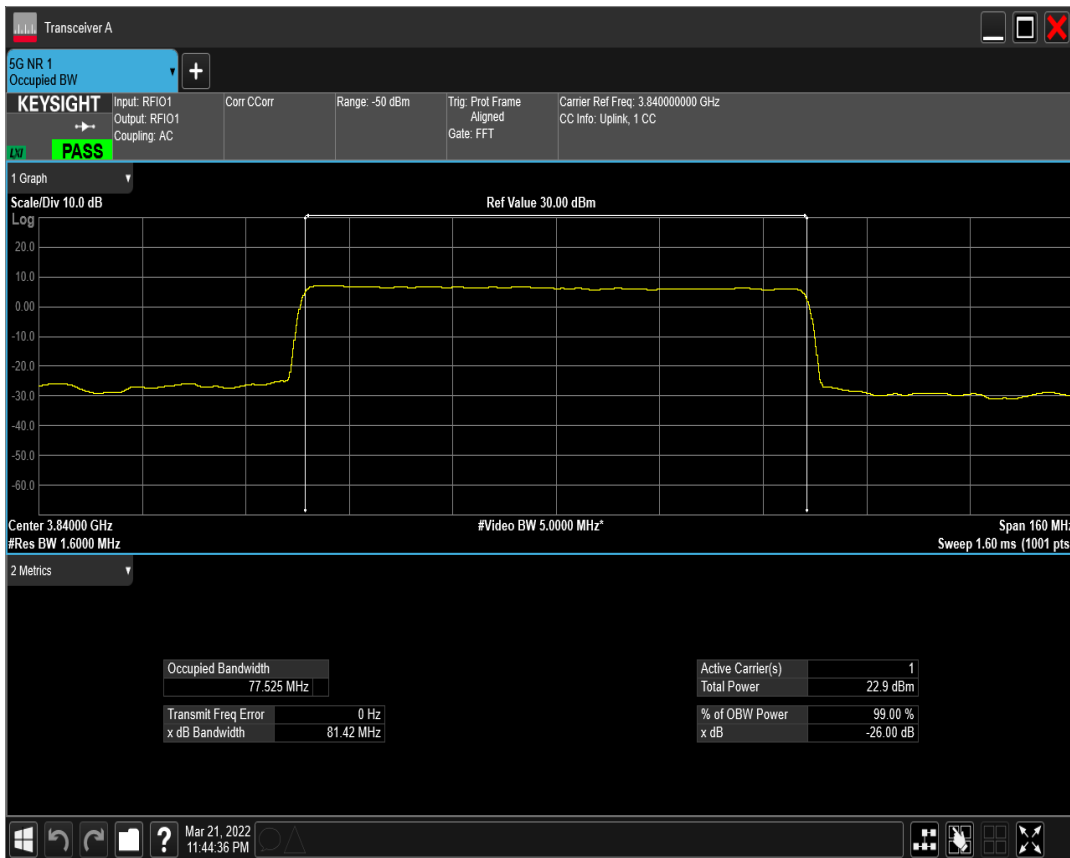 Transceiver A
5G NR 1
Occupied BW
+
KEYSIGHT
LXI
PASS
Input: RFIO1
Output: RFIO1
Coupling: AC
Corr CCorr
Range: -50 dBm
Trig: Prot Frame
Aligned
Gate: FFT
Carrier Ref Freq: 3.840000000 GHz
CC Info: Uplink, 1 CC
1 Graph
Scale/Div 10.0 dB
Ref Value 30.00 dBm
Log
20.0
10.0
0.00
-10.0
-20.0
-30.0
-40.0
-50.0
-60.0
Center 3.84000 GHz
#Video BW 5.0000 MHz*
Span 160 MHz
#Res BW 1.6000 MHz
Sweep 1.60 ms (1001 pts
2 Metrics
Occupied Bandwidth
77.525 MHz
Transmit Freq Error 0 Hz
x dB Bandwidth 81.42 MHz
Active Carrier(s) 1
Total Power 22.9 dBm
% of OBW Power 99.00 %
x dB -26.00 dB
?
Mar 21, 2022
11:44:36 PM